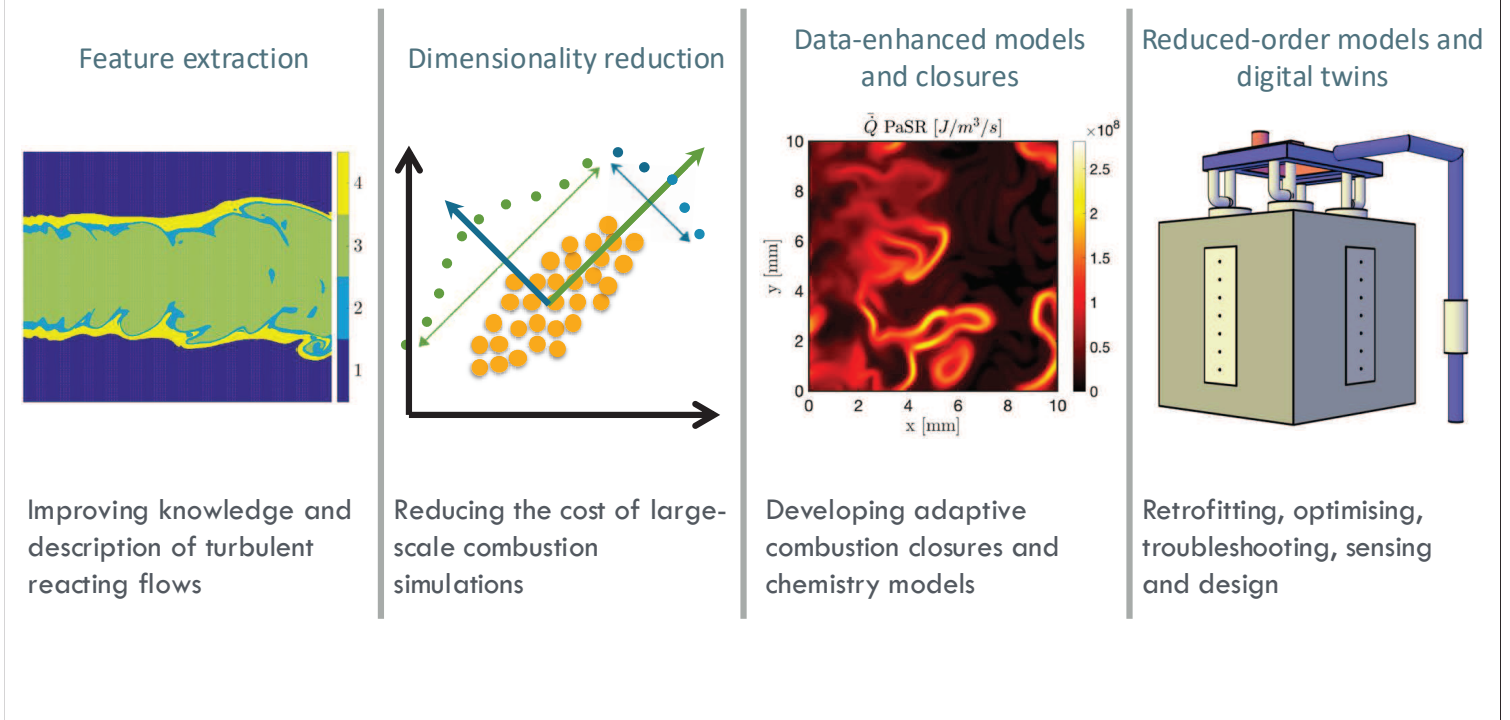 Feature extraction
4
3
2
1
Improving knowledge and
description of turbulent
reacting flows
Dimensionality reduction
Reducing the cost of large-
scale combustion
simulations
Data-enhanced models
and closures
Q̄̇ PaSR [J/m³/s]
×10⁸
10
8
6
4
2
0
y [mm]
0 2 4 6 8 10
x [mm]
2.5
2
1.5
1
0.5
0
Developing adaptive
combustion closures and
chemistry models
Reduced-order models and
digital twins
Retrofitting, optimising,
troubleshooting, sensing
and design